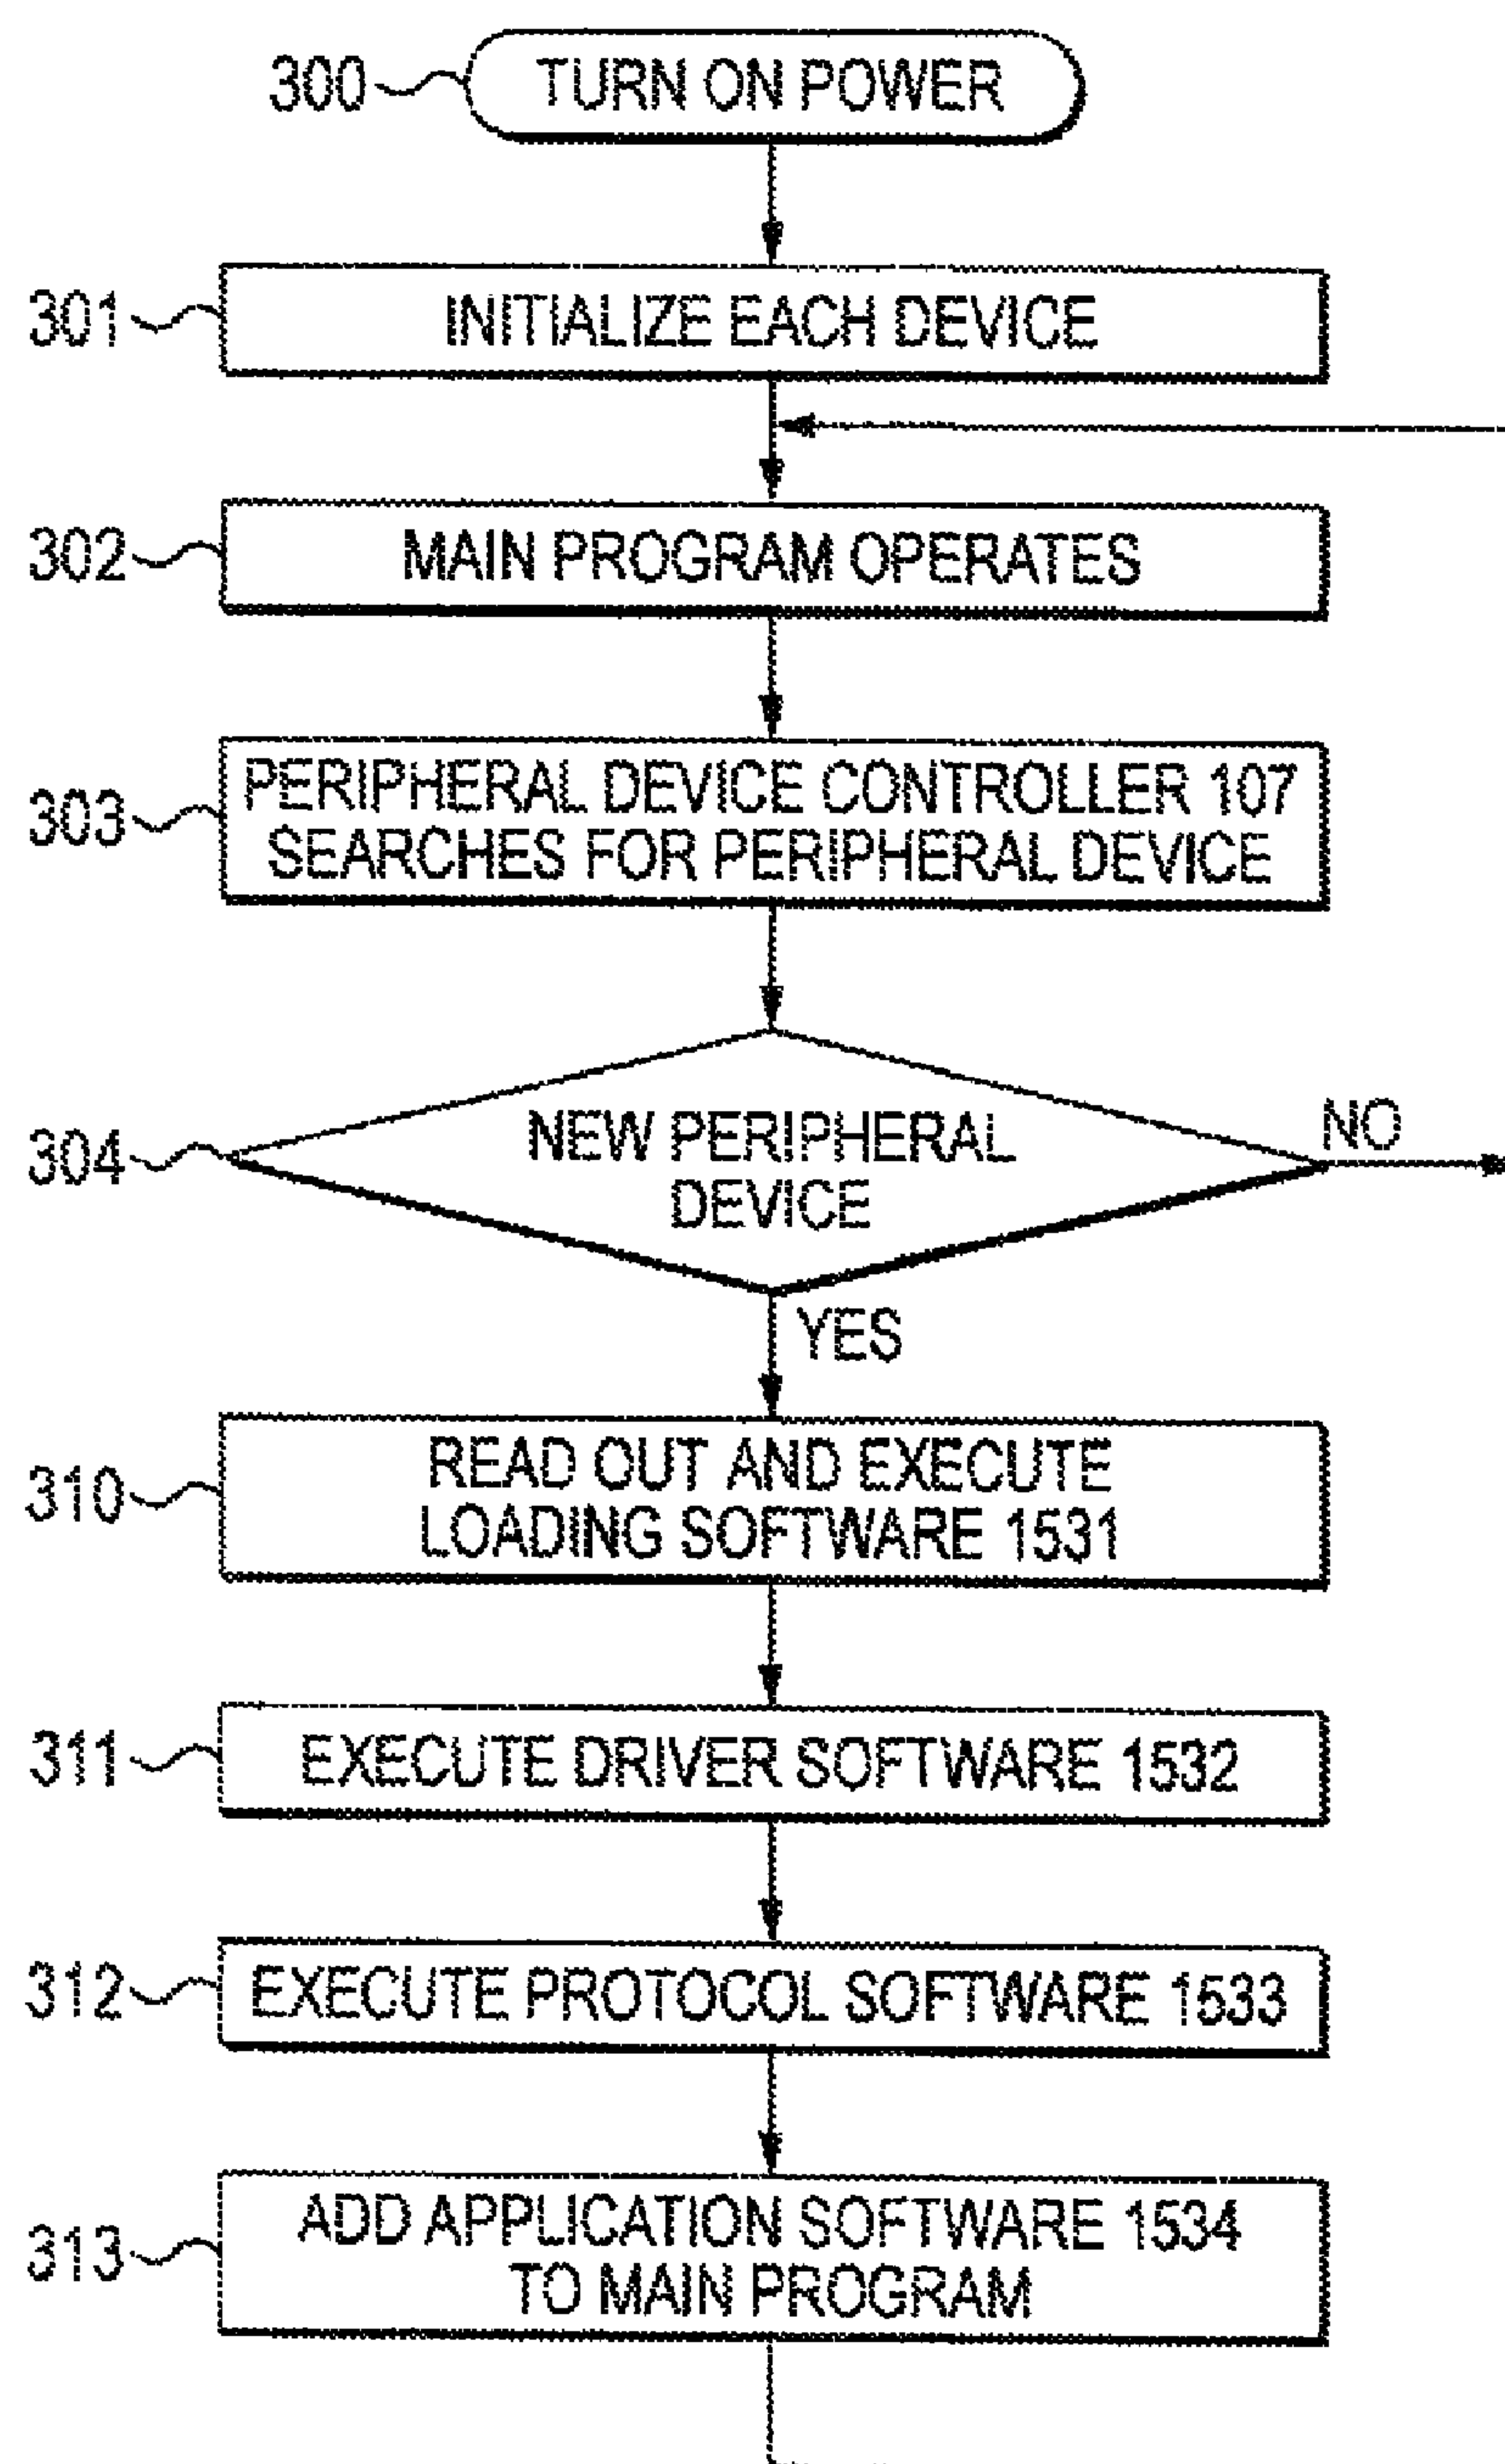 300
TURN ON POWER
301
INITIALIZE EACH DEVICE
302
MAIN PROGRAM OPERATES
303
PERIPHERAL DEVICE CONTROLLER 107
SEARCHES FOR PERIPHERAL DEVICE
304
NEW PERIPHERAL
DEVICE
NO
YES
310
READ OUT AND EXECUTE
LOADING SOFTWARE 1531
311
EXECUTE DRIVER SOFTWARE 1532
312
EXECUTE PROTOCOL SOFTWARE 1533
313
ADD APPLICATION SOFTWARE 1534
TO MAIN PROGRAM